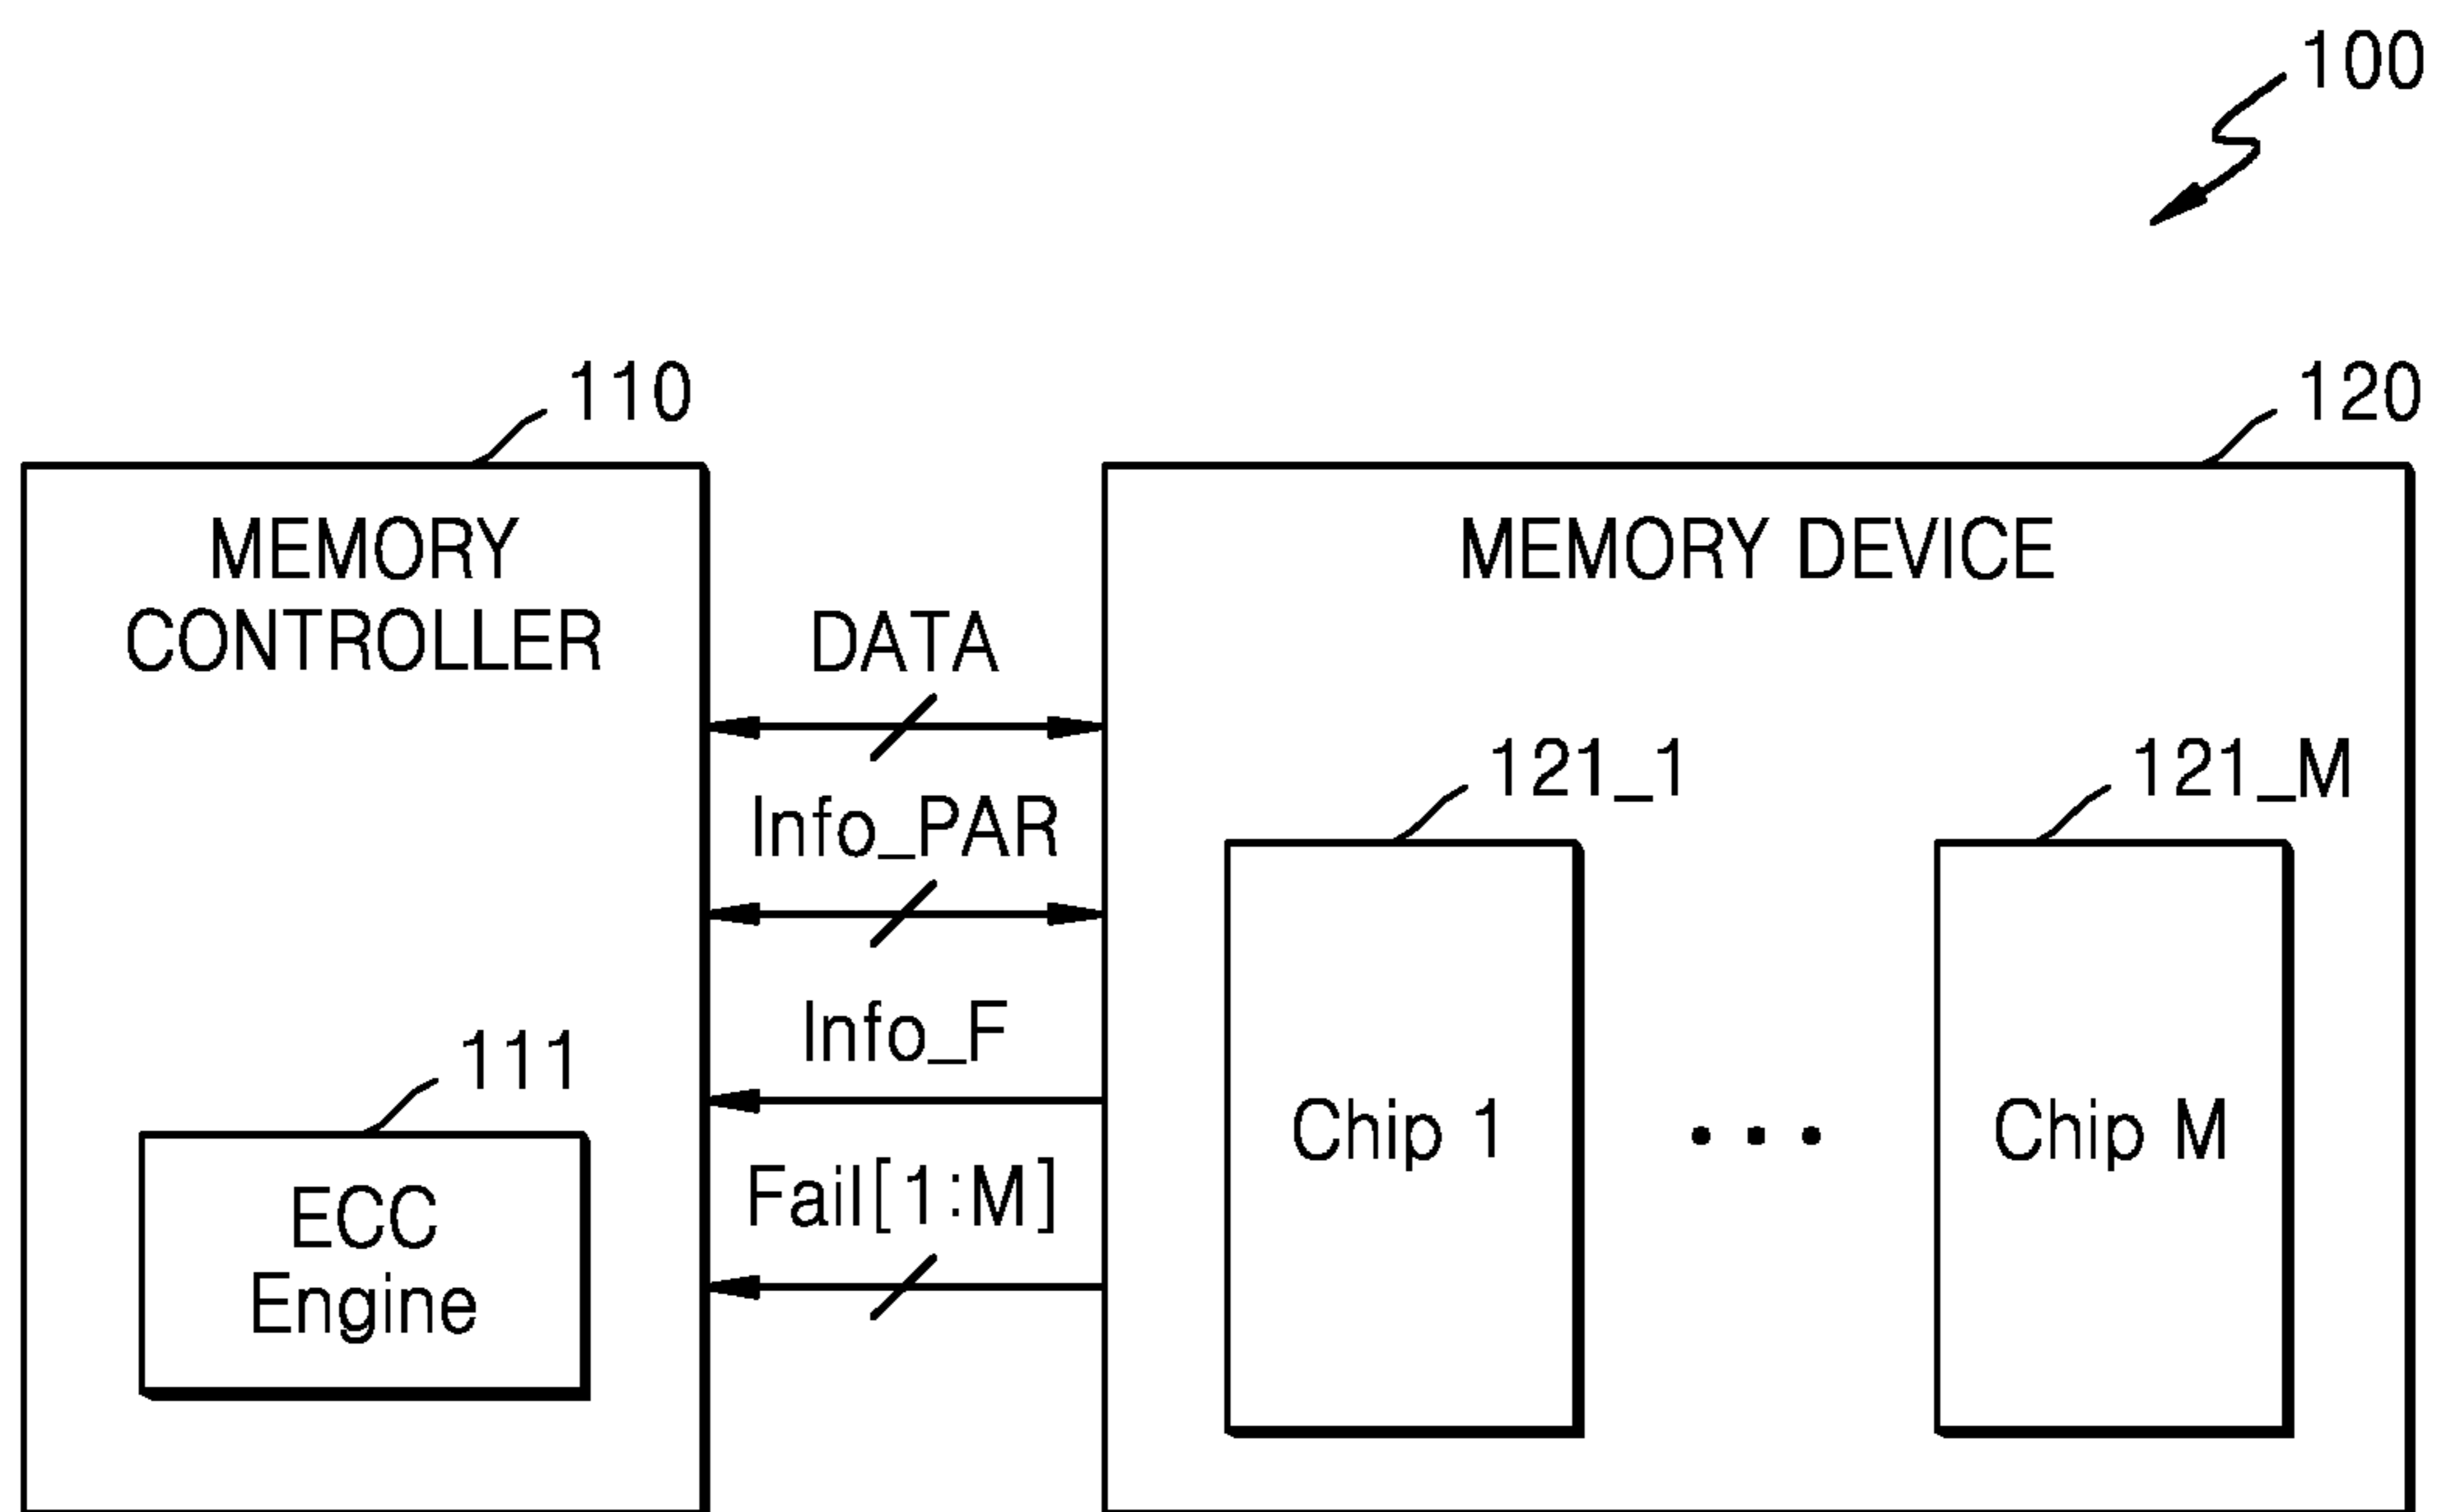 100
110
120
MEMORY
CONTROLLER
MEMORY DEVICE
DATA
Info_PAR
Info_F
Fail[1:M]
111
ECC
Engine
121_1
121_M
Chip 1
Chip M